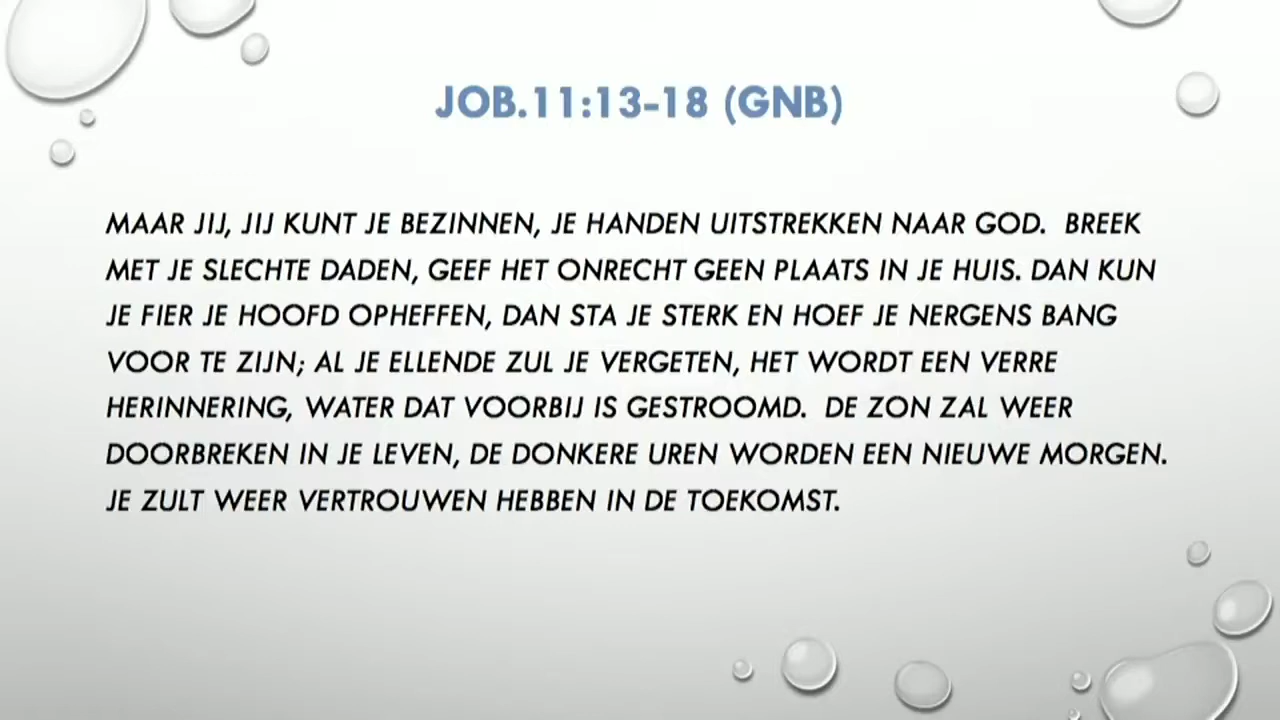 JOB.11:13-18 (GNB)
MAAR JIJ, JIJ KUNT JE BEZINNEN, JE HANDEN UITSTREKKEN NAAR GOD.  BREEK
MET JE SLECHTE DADEN, GEEF HET ONRECHT GEEN PLAATS IN JE HUIS. DAN KUN
JE FIER JE HOOFD OPHEFFEN, DAN STA JE STERK EN HOEF JE NERGENS BANG
VOOR TE ZIJN; AL JE ELLENDE ZUL JE VERGETEN, HET WORDT EEN VERRE
HERINNERING, WATER DAT VOORBIJ IS GESTROOMD.  DE ZON ZAL WEER
DOORBREKEN IN JE LEVEN, DE DONKERE UREN WORDEN EEN NIEUWE MORGEN.
JE ZULT WEER VERTROUWEN HEBBEN IN DE TOEKOMST.